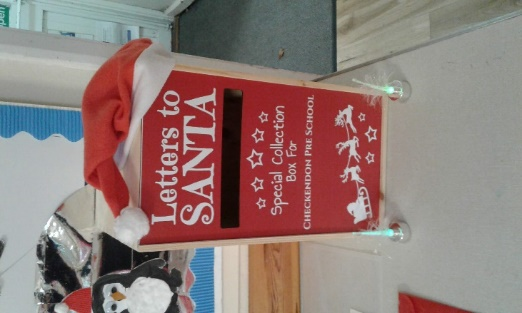 Letters to
SANTA
Special Collection
Box For
CHECKENDON PRE SCHOOL